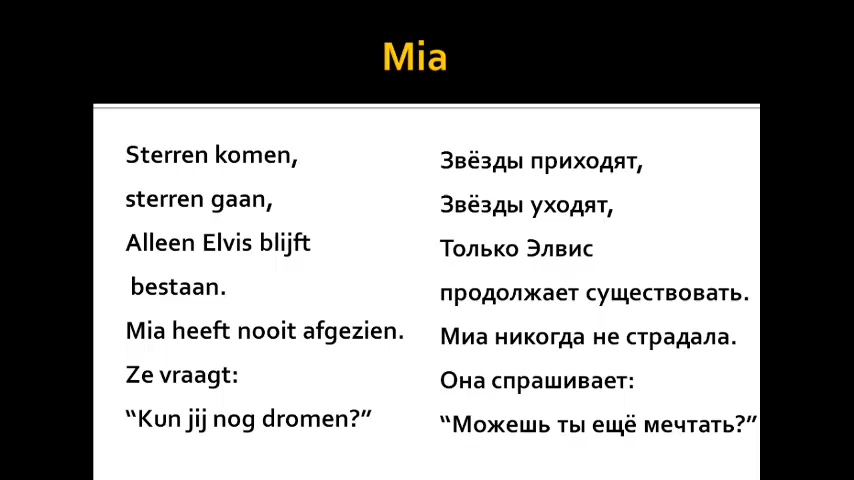 Mia
Sterren komen,
sterren gaan,
Alleen Elvis blijft
bestaan.
Mia heeft nooit afgezien.
Ze vraagt:
“Kun jij nog dromen?”
Звёзды приходят,
Звёзды уходят,
Только Элвис
продолжает существовать.
Миа никогда не страдала.
Она спрашивает:
“Можешь ты ещё мечтать?”